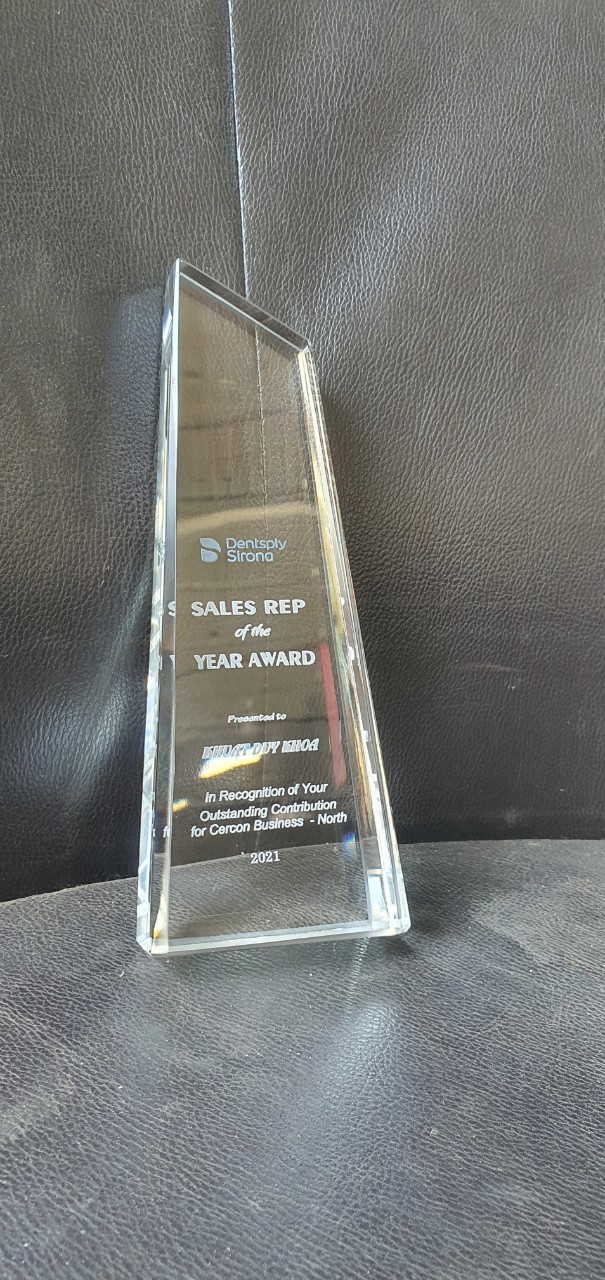 Dentsply
Sirona
SALES REP
of the
YEAR AWARD
Presented to
KHUAT DUY KHOA
In Recognition of Your
Outstanding Contribution
for Cercon Business - North
2021